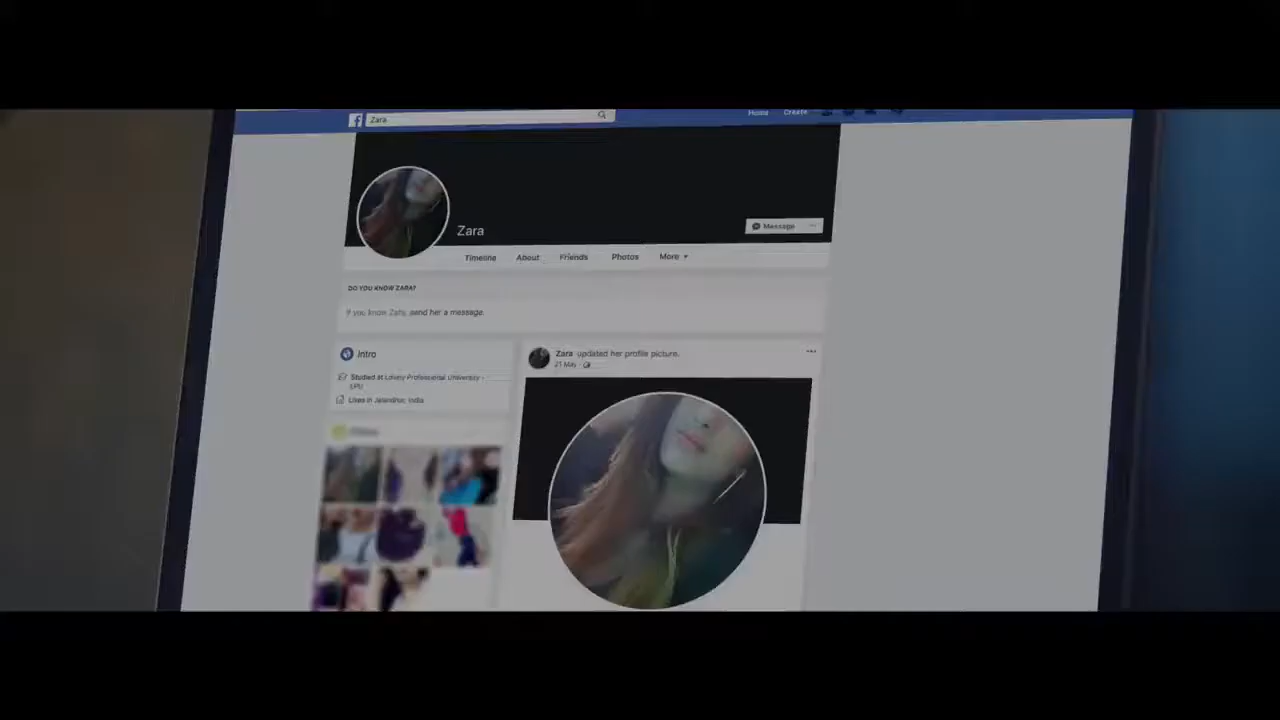 f Zara
Home Create
Zara
Message ...
Timeline About Friends Photos More
DO YOU KNOW ZARA?
If you know Zara, send her a message.
Intro
Zara updated her profile picture.
21 May
Studied at Lovely Professional University -
LPU
Lives in Jalandhar, India